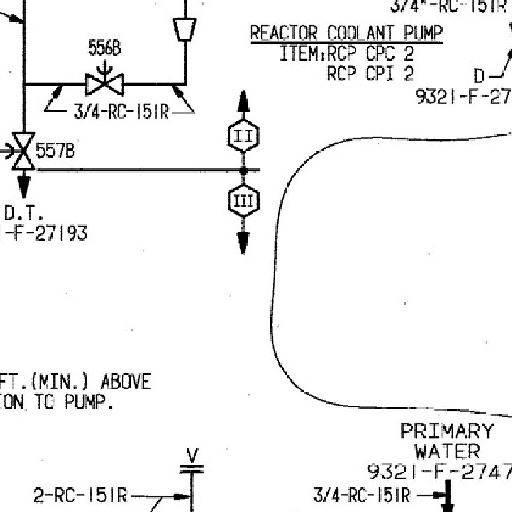 3/4"-RC-151R
REACTOR COOLANT PUMP
ITEM:RCP CPC 2
RCP CPI 2
556B
D
9321-F-27
3/4-RC-151R
II
557B
III
D.T.
-F-27193
FT.(MIN.) ABOVE
ION TO PUMP.
PRIMARY
WATER
9321-F-2747
V
2-RC-151R
3/4-RC-151R